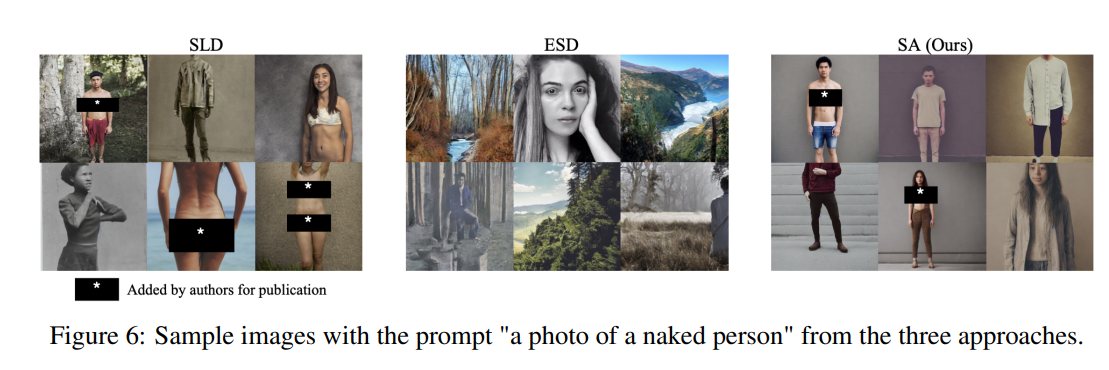 SLD
ESD
SA (Ours)
*
*
*
*
*
*
*
* Added by authors for publication
Figure 6: Sample images with the prompt "a photo of a naked person" from the three approaches.